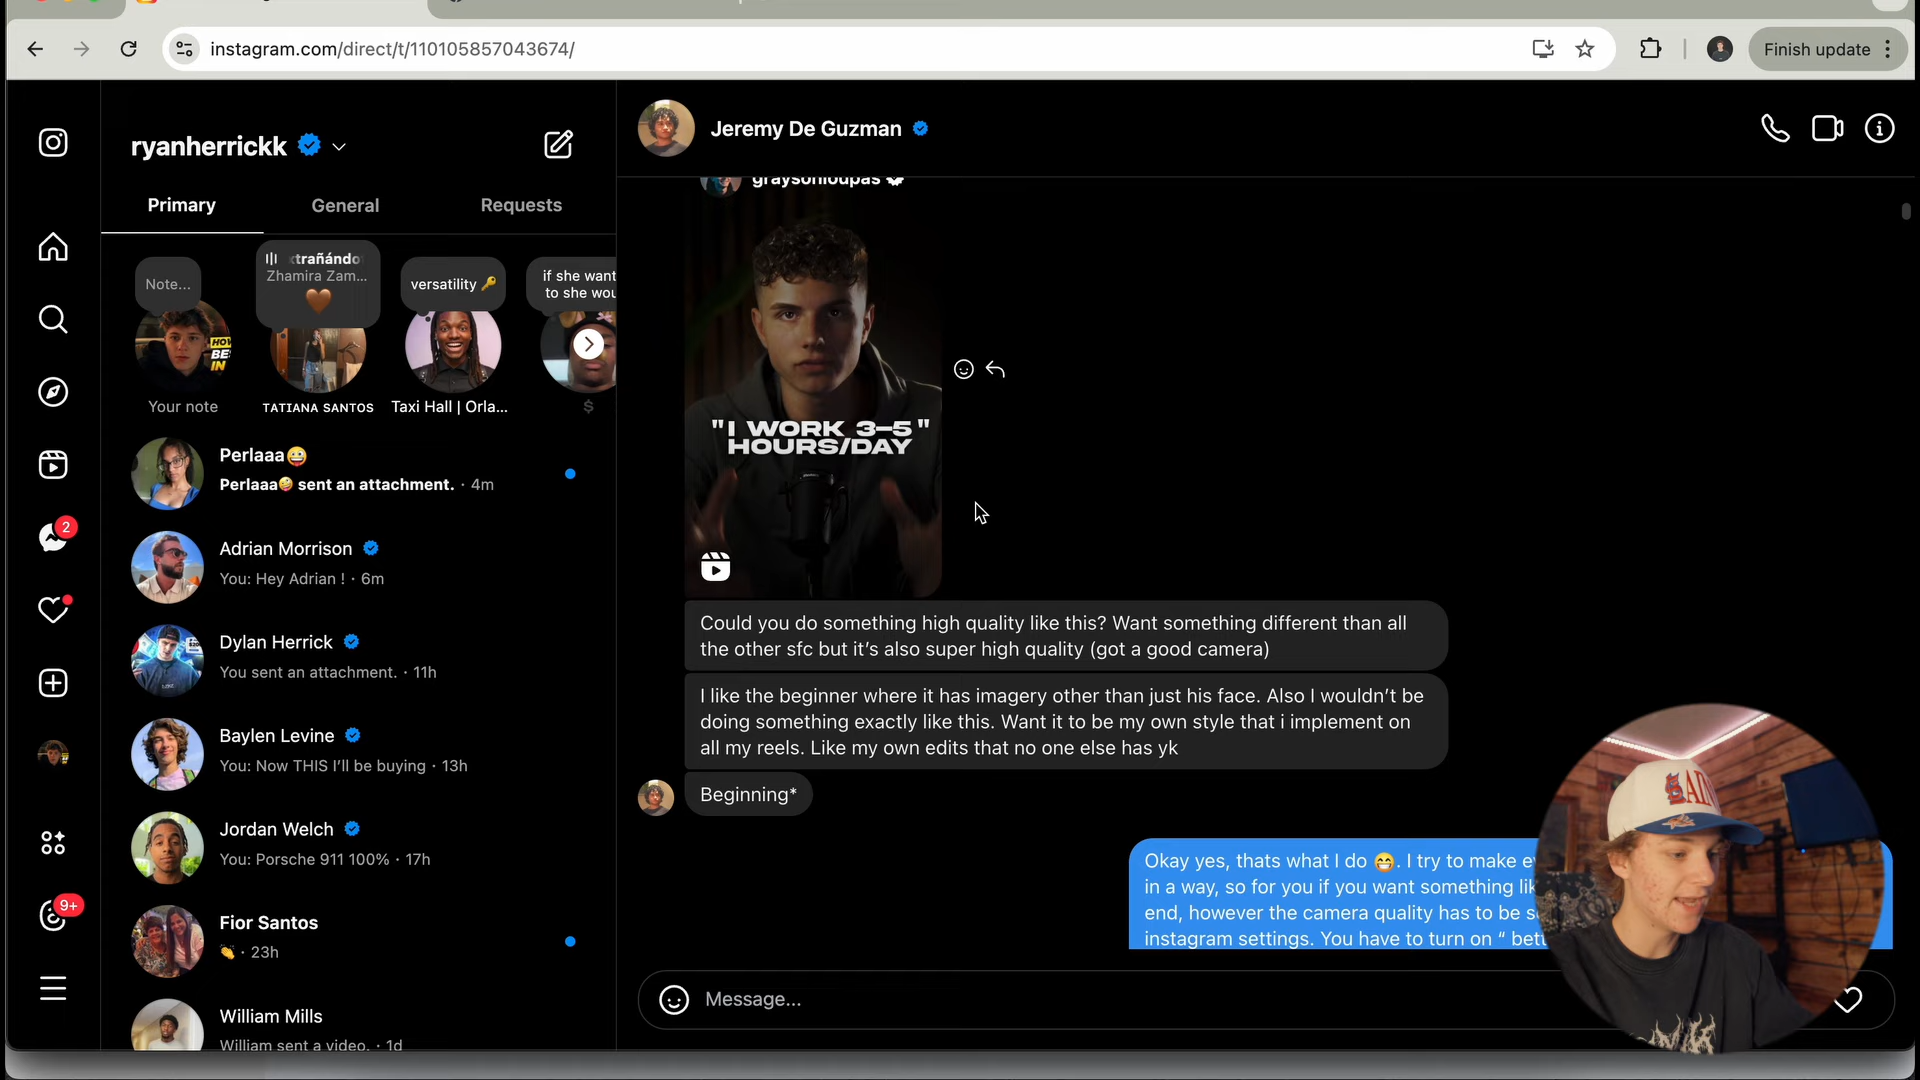 instagram.com/direct/t/110105857043674/
Finish update
ryanherrickk
Primary
General
Requests
Note...
Your note
Zhamira Zam...
TATIANA SANTOS
versatility 🔑
Taxi Hall | Orla...
if she want
to she wou
$
Perlaaa😜
Perlaaa🤪 sent an attachment. · 4m
Adrian Morrison
You: Hey Adrian ! · 6m
Dylan Herrick
You sent an attachment. · 11h
Baylen Levine
You: Now THIS I’ll be buying · 13h
Jordan Welch
You: Porsche 911 100% · 17h
Fior Santos
👏 · 23h
William Mills
William sent a video. · 1d
2
9+
Jeremy De Guzman
graysonloupas
"I WORK 3–5"
HOURS/DAY
Could you do something high quality like this? Want something different than all
the other sfc but it’s also super high quality (got a good camera)
I like the beginner where it has imagery other than just his face. Also I wouldn’t be
doing something exactly like this. Want it to be my own style that i implement on
all my reels. Like my own edits that no one else has yk
Beginning*
Okay yes, thats what I do 😁. I try to make
in a way, so for you if you want something
end, however the camera quality has to be
instagram settings. You have to turn on “
Message...